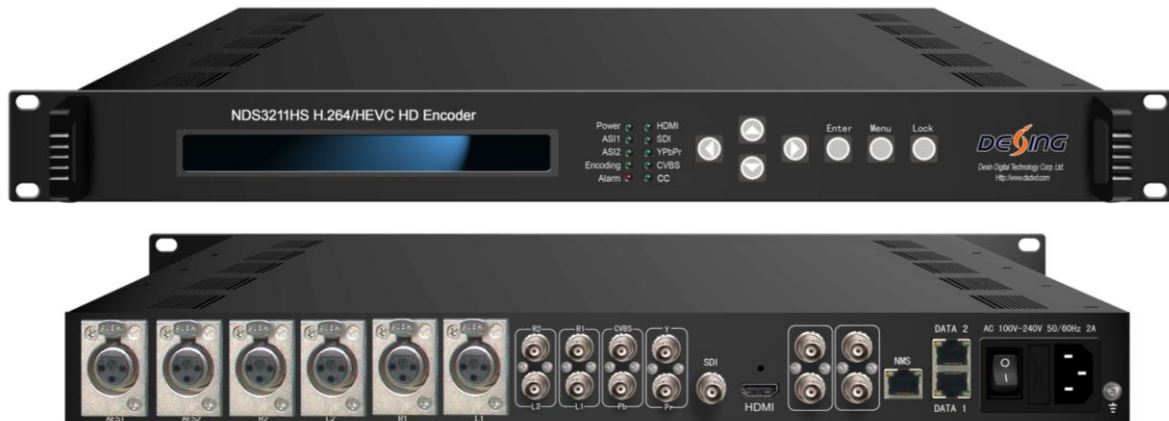 NDS3211HS H.264/HEVC HD Encoder
Power HDMI
ASI1 SDI
ASI2 YPbPr
Encoding CVBS
Alarm CC
Enter Menu Lock
DESING
Dexin Digital Technology Corp. Ltd.
Http://www.dsdvd.com
R2 R1 CVBS Y
L2 L1 Pb Pr
SDI
HDMI
NMS
DATA 2
DATA 1
AC 100V-240V 50/60Hz 2A
O
I
AES1 AES2 R2 L2 R1 L1